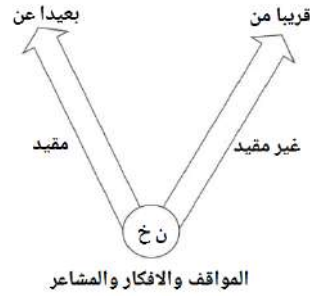 قريبا من
بعيدا عن
غير مقيد
مقيد
ن خ
المواقف والافكار والمشاعر